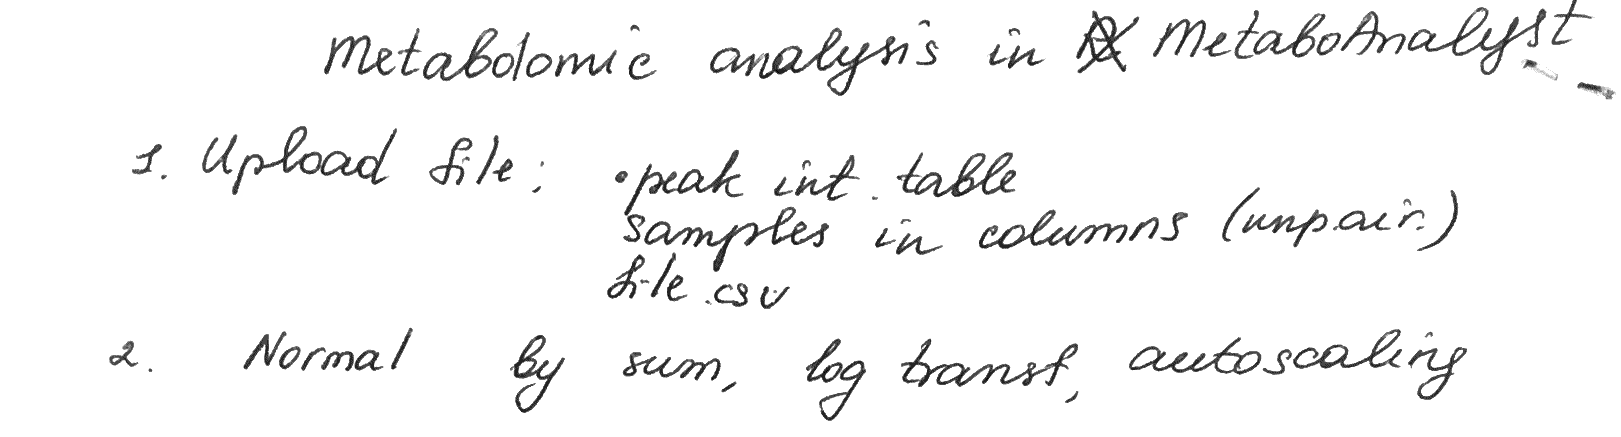 Metabolomic analysis in MetaboAnalyst
1. Upload file: • peak int. table
samples in columns (unpair.)
file.csv
2. Normal by sum, log transf, autoscaling